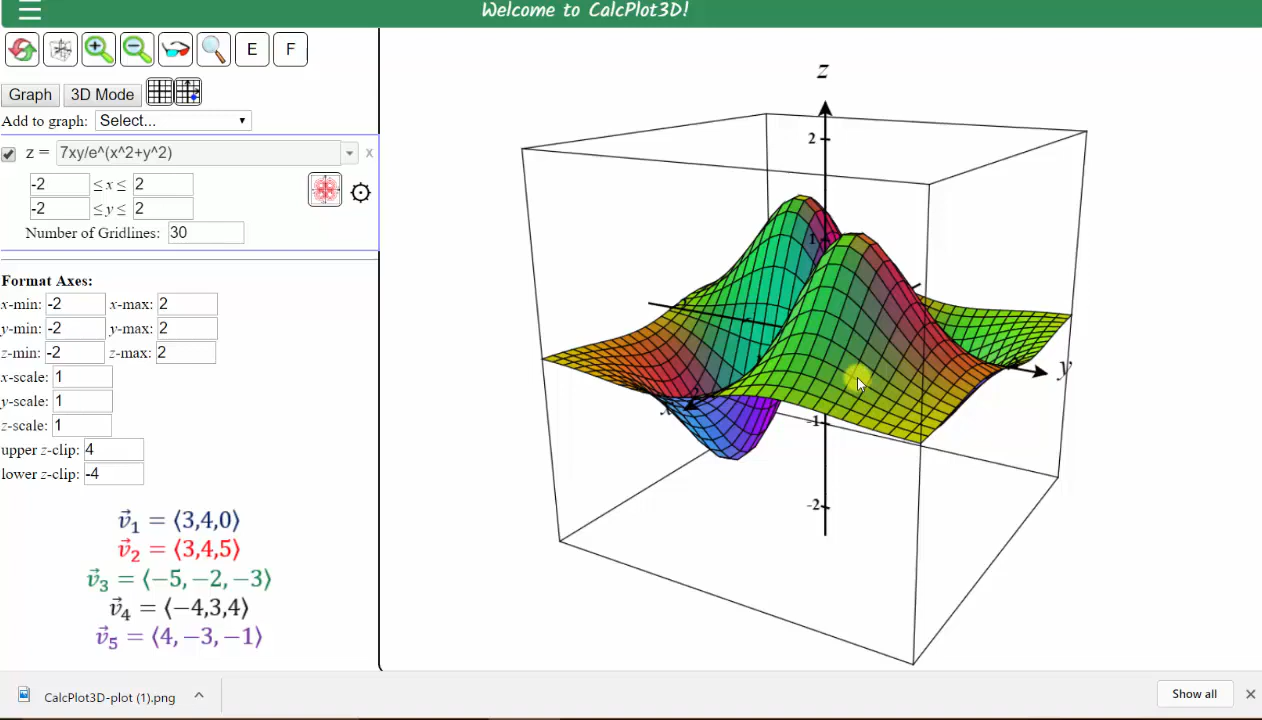 Welcome to CalcPlot3D!
E F
Graph 3D Mode
Add to graph: Select...
z = 7xy/e^(x^2+y^2) x
-2 ≤ x ≤ 2
-2 ≤ y ≤ 2
Number of Gridlines: 30
Format Axes:
x-min: -2 x-max: 2
y-min: -2 y-max: 2
z-min: -2 z-max: 2
x-scale: 1
y-scale: 1
z-scale: 1
upper z-clip: 4
lower z-clip: -4
v⃗₁ = ⟨3,4,0⟩
v⃗₂ = ⟨3,4,5⟩
v⃗₃ = ⟨−5, −2, −3⟩
v⃗₄ = ⟨−4,3,4⟩
v⃗₅ = ⟨4, −3, −1⟩
z
2
1
y
x
-1
-2
CalcPlot3D-plot (1).png
Show all